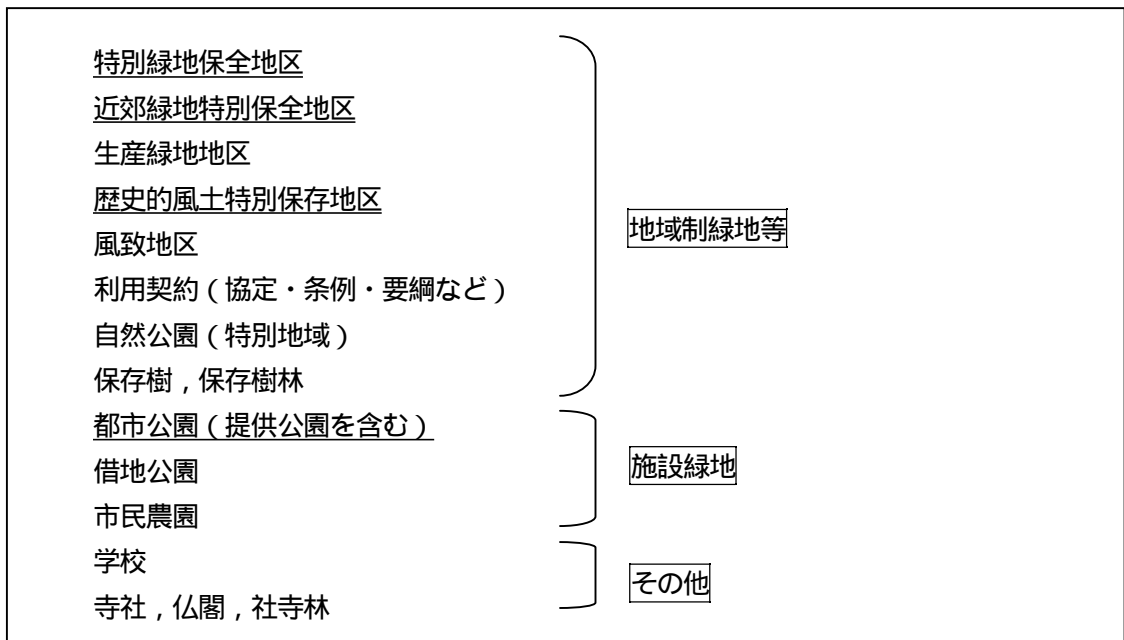 特別緑地保全地区
近郊緑地特別保全地区
生産緑地地区
歴史的風土特別保存地区
風致地区
利用契約（協定・条例・要綱など）
自然公園（特別地域）
保存樹，保存樹林
地域制緑地等
都市公園（提供公園を含む）
借地公園
市民農園
施設緑地
学校
寺社，仏閣，社寺林
その他